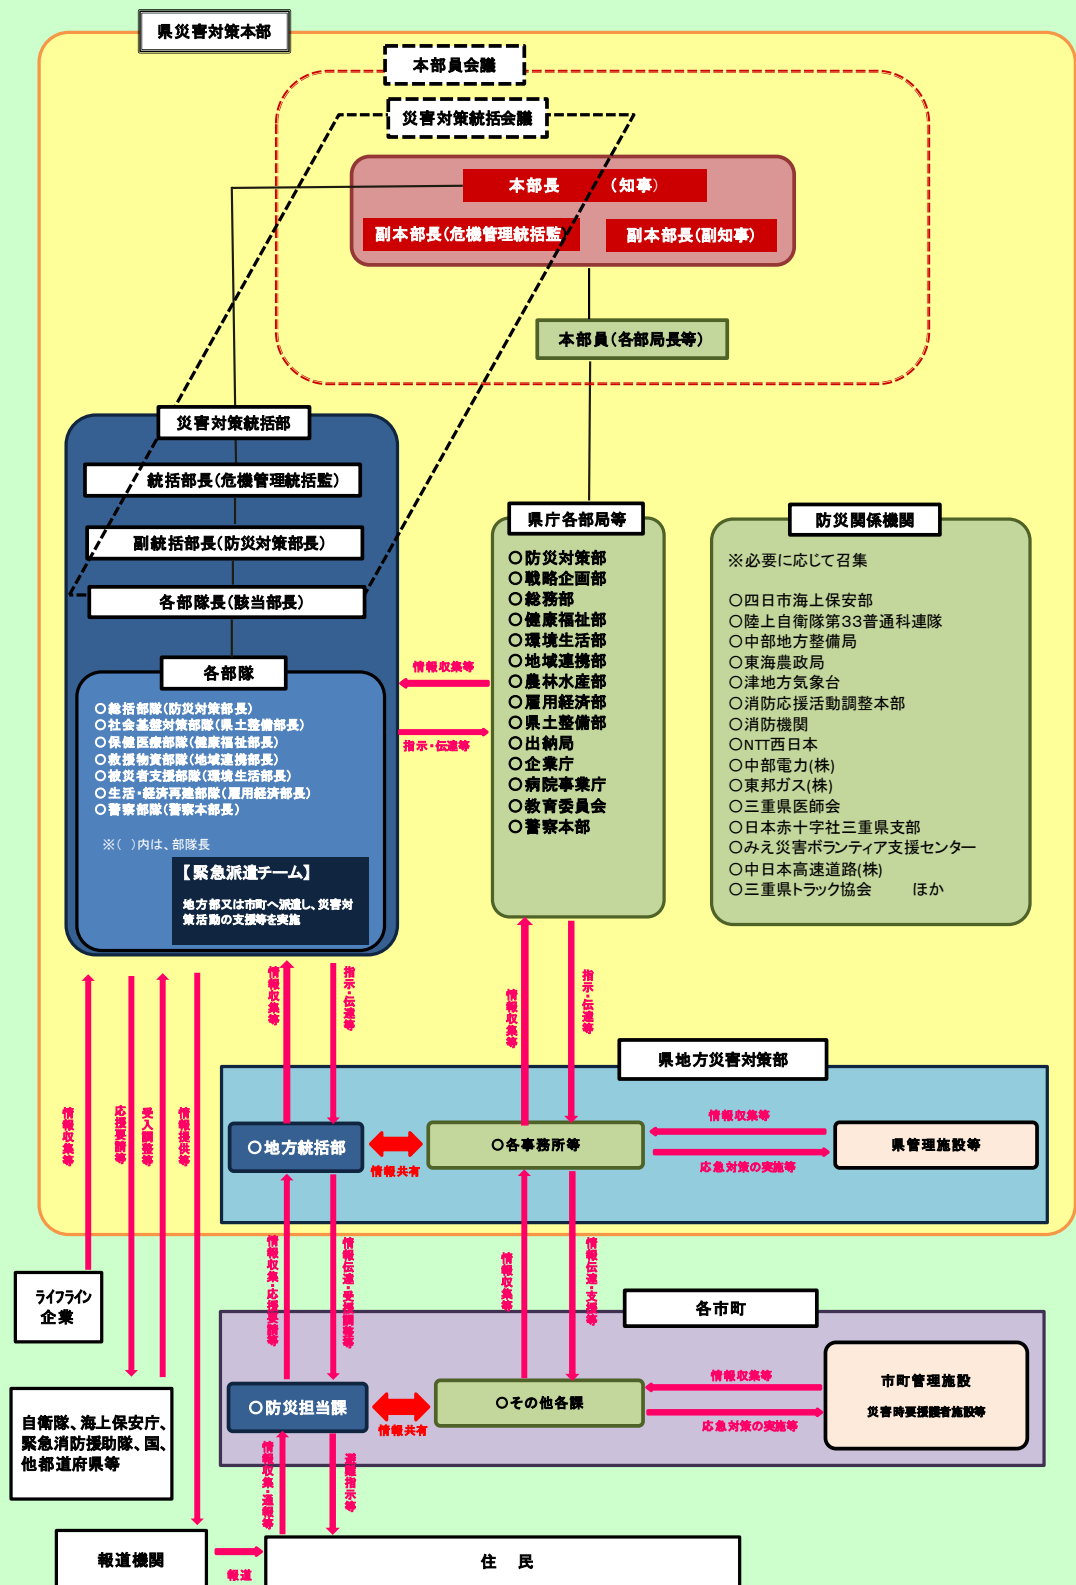 県災害対策本部
本部員会議
災害対策統括会議
本部長　（知事）
副本部長(危機管理統括監)
副本部長(副知事)
本部員(各部局長等)
災害対策統括部
統括部長(危機管理統括監)
副統括部長(防災対策部長)
各部隊長(該当部長)
各部隊
○総括部隊(防災対策部長)
○社会基盤対策部隊(県土整備部長)
○保健医療部隊(健康福祉部長)
○救援物資部隊(地域連携部長)
○被災者支援部隊(環境生活部長)
○生活・経済再建部隊(雇用経済部長)
○警察部隊(警察本部長)
※(　)内は、部隊長
【緊急派遣チーム】
地方部又は市町へ派遣し、災害対
策活動の支援等を実施
情報収集等
指示・伝達等
県庁各部局等
○防災対策部
○戦略企画部
○総務部
○健康福祉部
○環境生活部
○地域連携部
○農林水産部
○雇用経済部
○県土整備部
○出納局
○企業庁
○病院事業庁
○教育委員会
○警察本部
防災関係機関
※必要に応じて召集
○四日市海上保安部
○陸上自衛隊第33普通科連隊
○中部地方整備局
○東海農政局
○津地方気象台
○消防応援活動調整本部
○消防機関
○NTT西日本
○中部電力(株)
○東邦ガス(株)
○三重県医師会
○日本赤十字社三重県支部
○みえ災害ボランティア支援センター
○中日本高速道路(株)
○三重県トラック協会　　ほか
情報収集等
指示・伝達等
情報収集等
指示・伝達等
情報収集等
応援要請等
受入調整等
情報提供等
県地方災害対策部
○地方統括部
情報共有
○各事務所等
情報収集等
応急対策の実施等
県管理施設等
情報収集・応援要請等
情報伝達・受援調整等
情報収集等
情報伝達・支援等
ライフライン
企業
各市町
○防災担当課
情報共有
○その他各課
情報収集等
応急対策の実施等
市町管理施設
災害時要援護者施設等
自衛隊、海上保安庁、
緊急消防援助隊、国、
他都道府県等
情報収集・通報等
避難指示等
報道機関
報道
住　民